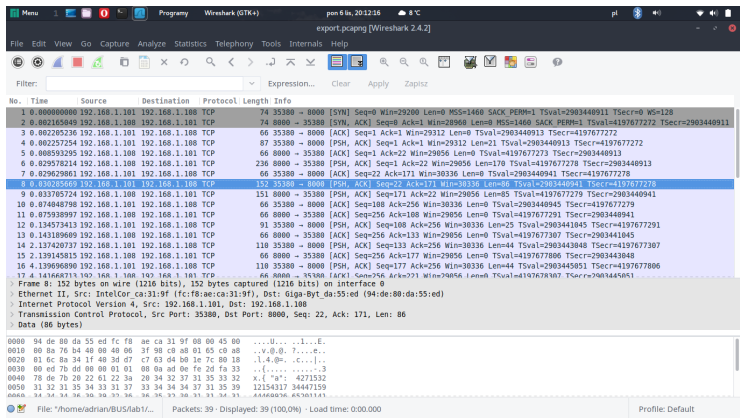 Menu 1 Programy Wireshark (GTK+) pon 6 lis, 20:12:16 8 °C pl
export.pcapng [Wireshark 2.4.2]
File Edit View Go Capture Analyze Statistics Telephony Tools Internals Help
Filter: Expression... Clear Apply Zapisz
No. Time Source Destination Protocol Length Info
1 0.000000000 192.168.1.101 192.168.1.108 TCP 74 35380 → 8000 [SYN] Seq=0 Win=29200 Len=0 MSS=1460 SACK_PERM=1 TSval=2903440911 TSecr=0 WS=128
2 0.002165049 192.168.1.108 192.168.1.101 TCP 74 8000 → 35380 [SYN, ACK] Seq=0 Ack=1 Win=28960 Len=0 MSS=1460 SACK_PERM=1 TSval=4197677272 TSecr=2903440911
3 0.002205236 192.168.1.101 192.168.1.108 TCP 66 35380 → 8000 [ACK] Seq=1 Ack=1 Win=29312 Len=0 TSval=2903440913 TSecr=4197677272
4 0.002257254 192.168.1.101 192.168.1.108 TCP 87 35380 → 8000 [PSH, ACK] Seq=1 Ack=1 Win=29312 Len=21 TSval=2903440913 TSecr=4197677272
5 0.008593295 192.168.1.108 192.168.1.101 TCP 66 8000 → 35380 [ACK] Seq=1 Ack=22 Win=29056 Len=0 TSval=4197677273 TSecr=2903440913
6 0.029578214 192.168.1.108 192.168.1.101 TCP 236 8000 → 35380 [PSH, ACK] Seq=1 Ack=22 Win=29056 Len=170 TSval=4197677278 TSecr=2903440913
7 0.029629861 192.168.1.101 192.168.1.108 TCP 66 35380 → 8000 [ACK] Seq=22 Ack=171 Win=30336 Len=0 TSval=2903440941 TSecr=4197677278
8 0.030285669 192.168.1.101 192.168.1.108 TCP 152 35380 → 8000 [PSH, ACK] Seq=22 Ack=171 Win=30336 Len=86 TSval=2903440941 TSecr=4197677278
9 0.033705724 192.168.1.108 192.168.1.101 TCP 151 8000 → 35380 [PSH, ACK] Seq=171 Ack=22 Win=29056 Len=85 TSval=4197677279 TSecr=2903440941
10 0.074048798 192.168.1.101 192.168.1.108 TCP 66 35380 → 8000 [ACK] Seq=108 Ack=256 Win=30336 Len=0 TSval=2903440945 TSecr=4197677279
11 0.075938997 192.168.1.108 192.168.1.101 TCP 66 8000 → 35380 [ACK] Seq=256 Ack=108 Win=29056 Len=0 TSval=4197677291 TSecr=2903440941
12 0.134573413 192.168.1.101 192.168.1.108 TCP 91 35380 → 8000 [PSH, ACK] Seq=108 Ack=256 Win=30336 Len=25 TSval=2903441045 TSecr=4197677291
13 0.143189609 192.168.1.108 192.168.1.101 TCP 66 8000 → 35380 [ACK] Seq=256 Ack=133 Win=29056 Len=0 TSval=4197677307 TSecr=2903441045
14 2.137420737 192.168.1.101 192.168.1.108 TCP 110 35380 → 8000 [PSH, ACK] Seq=133 Ack=256 Win=30336 Len=44 TSval=2903443048 TSecr=4197677307
15 2.139145815 192.168.1.108 192.168.1.101 TCP 66 8000 → 35380 [ACK] Seq=256 Ack=177 Win=29056 Len=0 TSval=4197677806 TSecr=2903443048
16 4.139696890 192.168.1.101 192.168.1.108 TCP 110 35380 → 8000 [PSH, ACK] Seq=177 Ack=256 Win=30336 Len=44 TSval=2903445051 TSecr=4197677806
17 4.141668713 192.168.1.108 192.168.1.101 TCP 66 8000 → 35380 [ACK] Seq=256 Ack=221 Win=29056 Len=0 TSval=4197678307 TSecr=2903445051
Frame 8: 152 bytes on wire (1216 bits), 152 bytes captured (1216 bits) on interface 0
Ethernet II, Src: IntelCor_ca:31:9f (fc:f8:ae:ca:31:9f), Dst: Giga-Byt_da:55:ed (94:de:80:da:55:ed)
Internet Protocol Version 4, Src: 192.168.1.101, Dst: 192.168.1.108
Transmission Control Protocol, Src Port: 35380, Dst Port: 8000, Seq: 22, Ack: 171, Len: 86
Data (86 bytes)
0000 94 de 80 da 55 ed fc f8 ae ca 31 9f 08 00 45 00 ....U... ..1...E.
0010 00 8a 76 b4 40 00 40 06 3f 98 c0 a8 01 65 c0 a8 ..v.@.@. ?....e..
0020 01 6c 8a 34 1f 40 3d d7 c7 63 d4 b0 1e 7c 80 18 .l.4.@=. .c...|..
0030 00 ed 7b dd 00 00 01 01 08 0a ad 0e fe 2d fa 33 ..{..... .....-.3
0040 78 de 7b 20 22 61 22 3a 20 34 32 37 31 35 33 32 x.{ "a": 4271532
0050 31 32 31 35 34 33 31 37 33 34 34 34 37 31 35 39 12154317 34447159
File: "/home/adrian/BUS/lab1/... Packets: 39 · Displayed: 39 (100,0%) · Load time: 0:00.000 Profile: Default